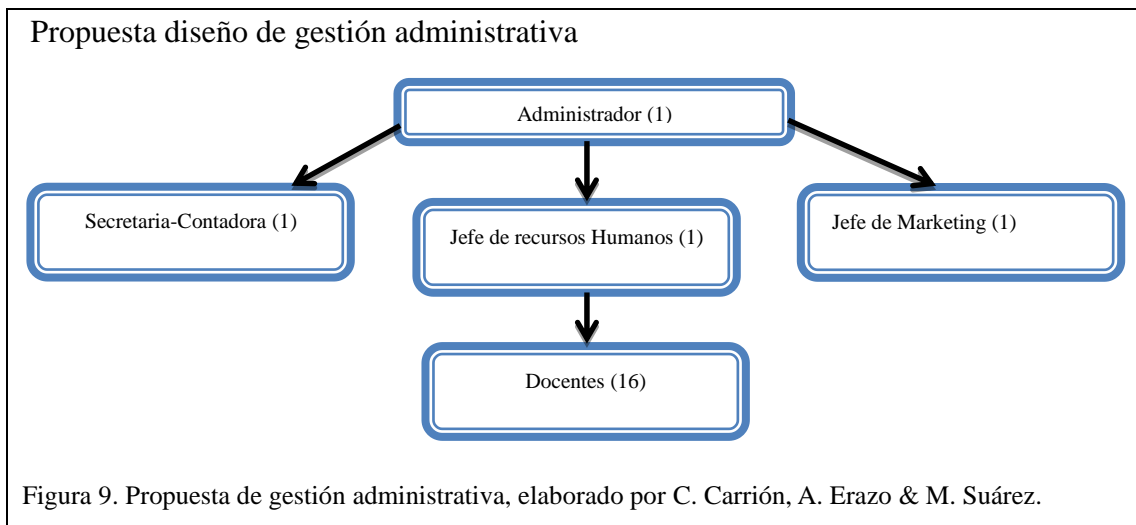 Propuesta diseño de gestión administrativa
Administrador (1)
Secretaria-Contadora (1)
Jefe de recursos Humanos (1)
Jefe de Marketing (1)
Docentes (16)
Figura 9. Propuesta de gestión administrativa, elaborado por C. Carrión, A. Erazo & M. Suárez.